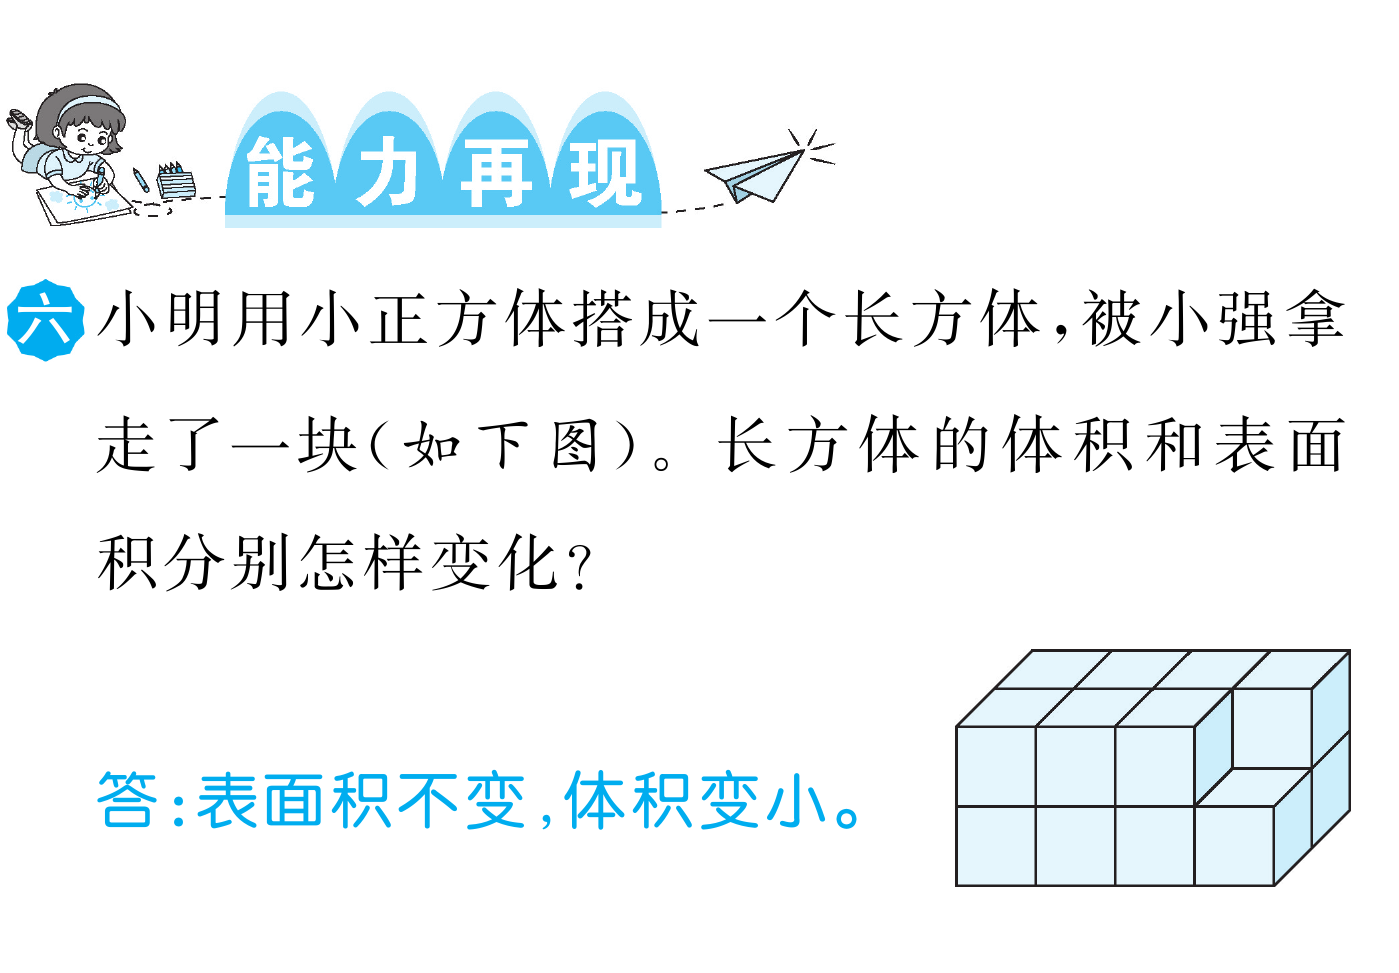 能力再现
六 小明用小正方体搭成一个长方体,被小强拿
走了一块(如下图)。长方体的体积和表面
积分别怎样变化?
答:表面积不变,体积变小。